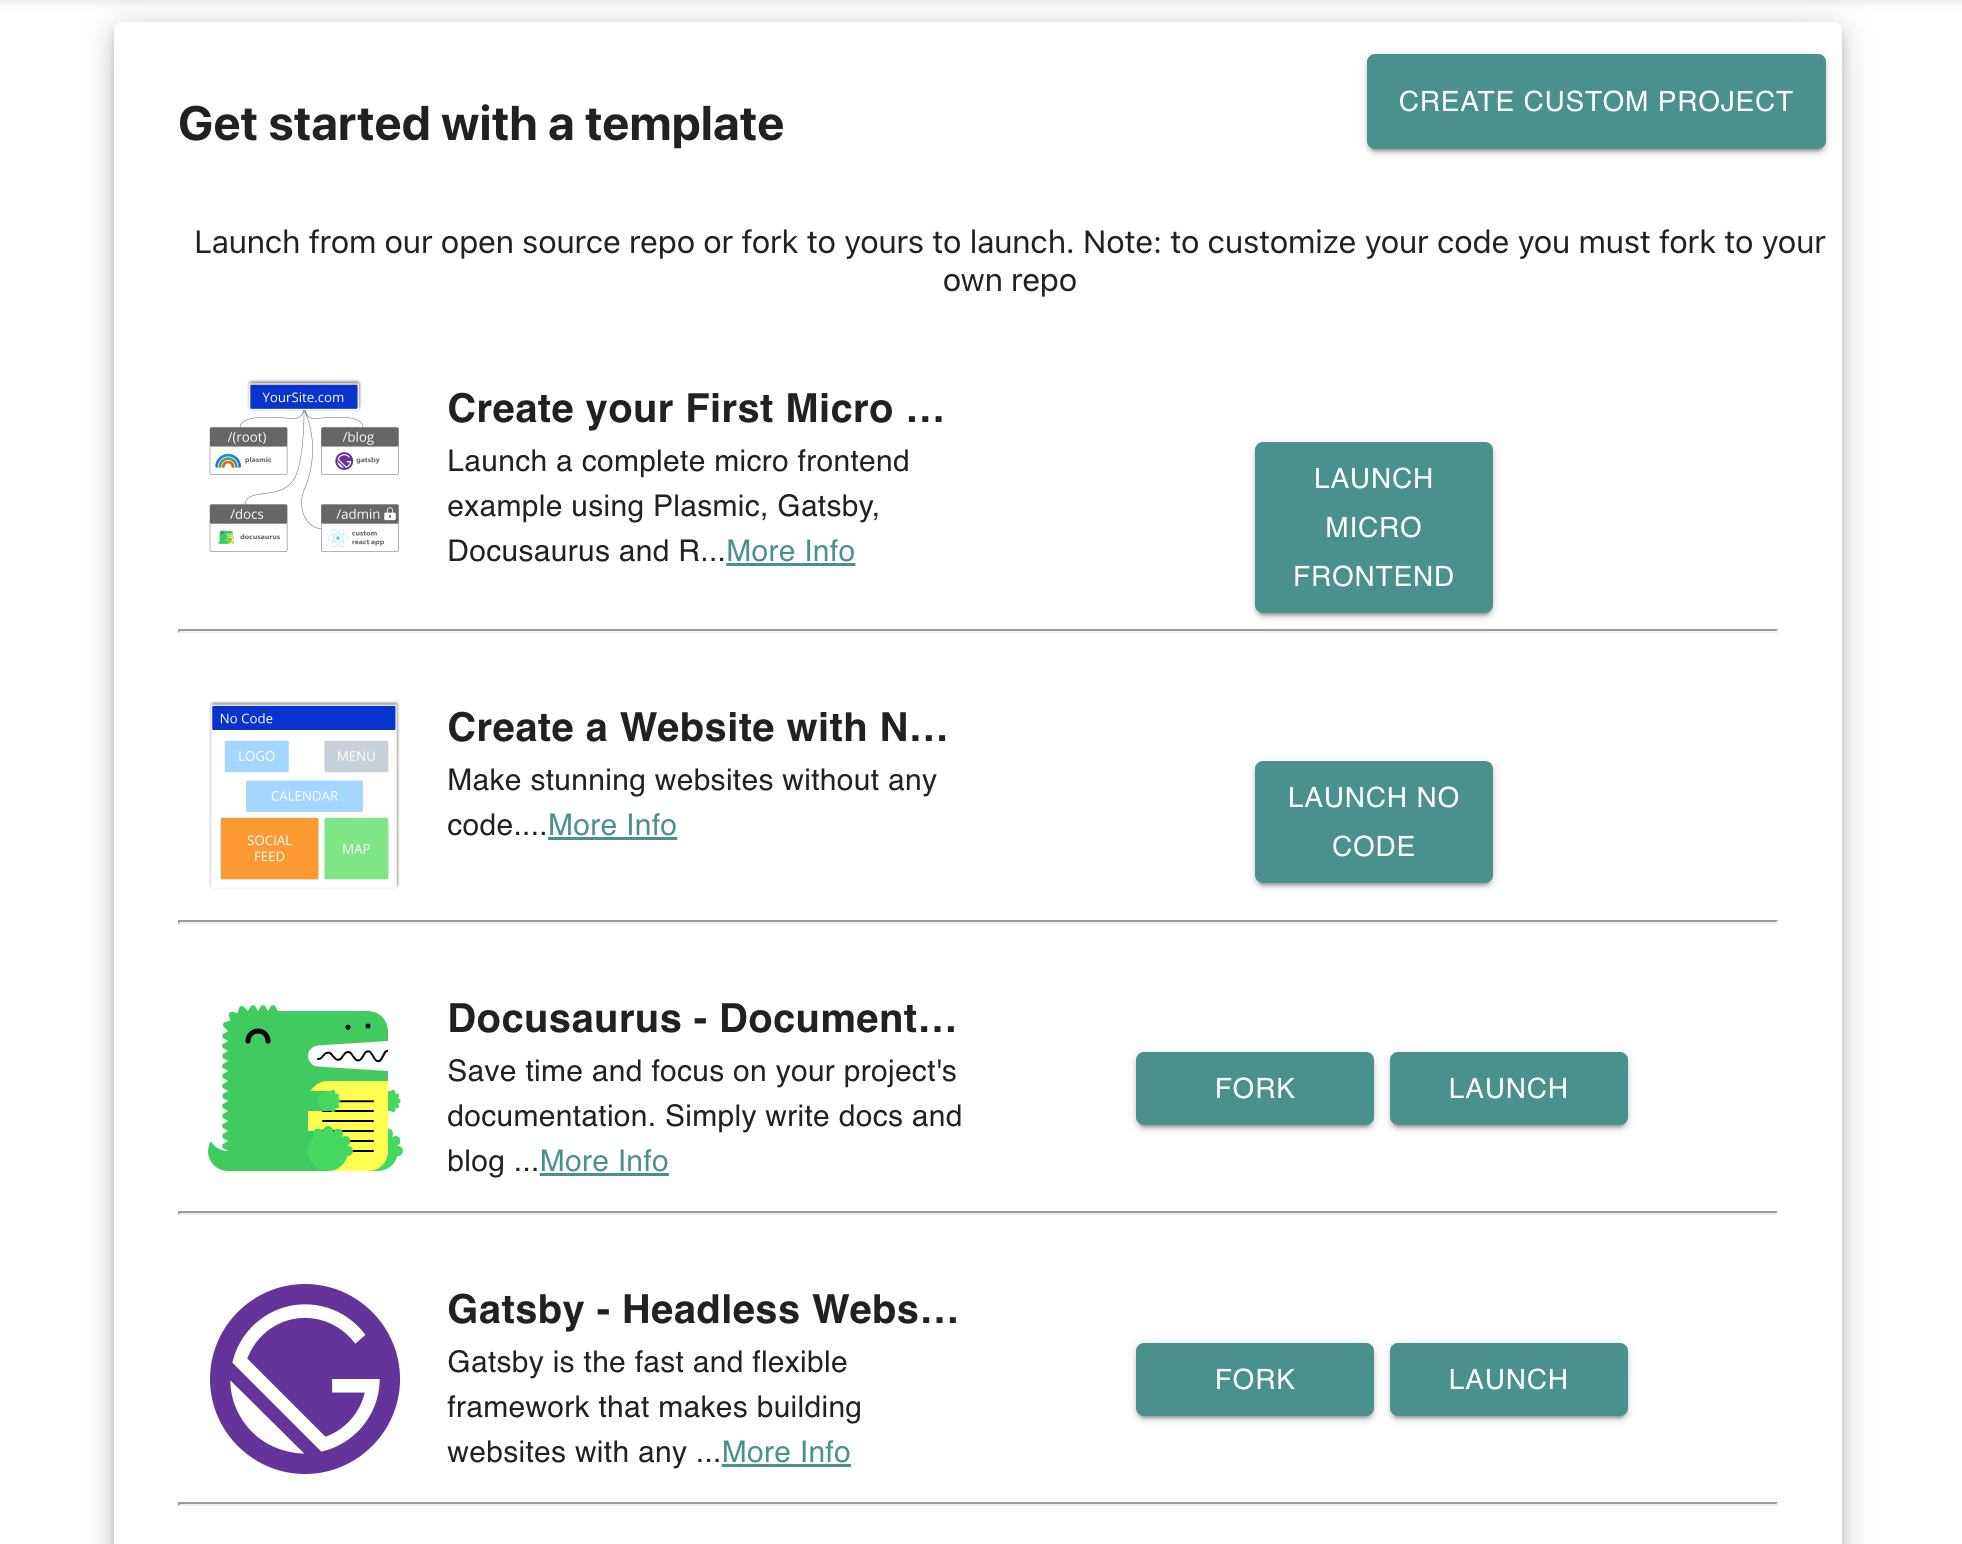 CREATE CUSTOM PROJECT
Get started with a template
Launch from our open source repo or fork to yours to launch. Note: to customize your code you must fork to your
own repo
YourSite.com
/(root)
/blog
plasmic
gatsby
/docs
/admin
docusaurus
custom
react app
Create your First Micro ...
Launch a complete micro frontend
example using Plasmic, Gatsby,
Docusaurus and R...More Info
LAUNCH
MICRO
FRONTEND
No Code
LOGO
MENU
CALENDAR
SOCIAL
FEED
MAP
Create a Website with N...
Make stunning websites without any
code....More Info
LAUNCH NO
CODE
Docusaurus - Document...
Save time and focus on your project's
documentation. Simply write docs and
blog ...More Info
FORK
LAUNCH
Gatsby - Headless Webs...
Gatsby is the fast and flexible
framework that makes building
websites with any ...More Info
FORK
LAUNCH